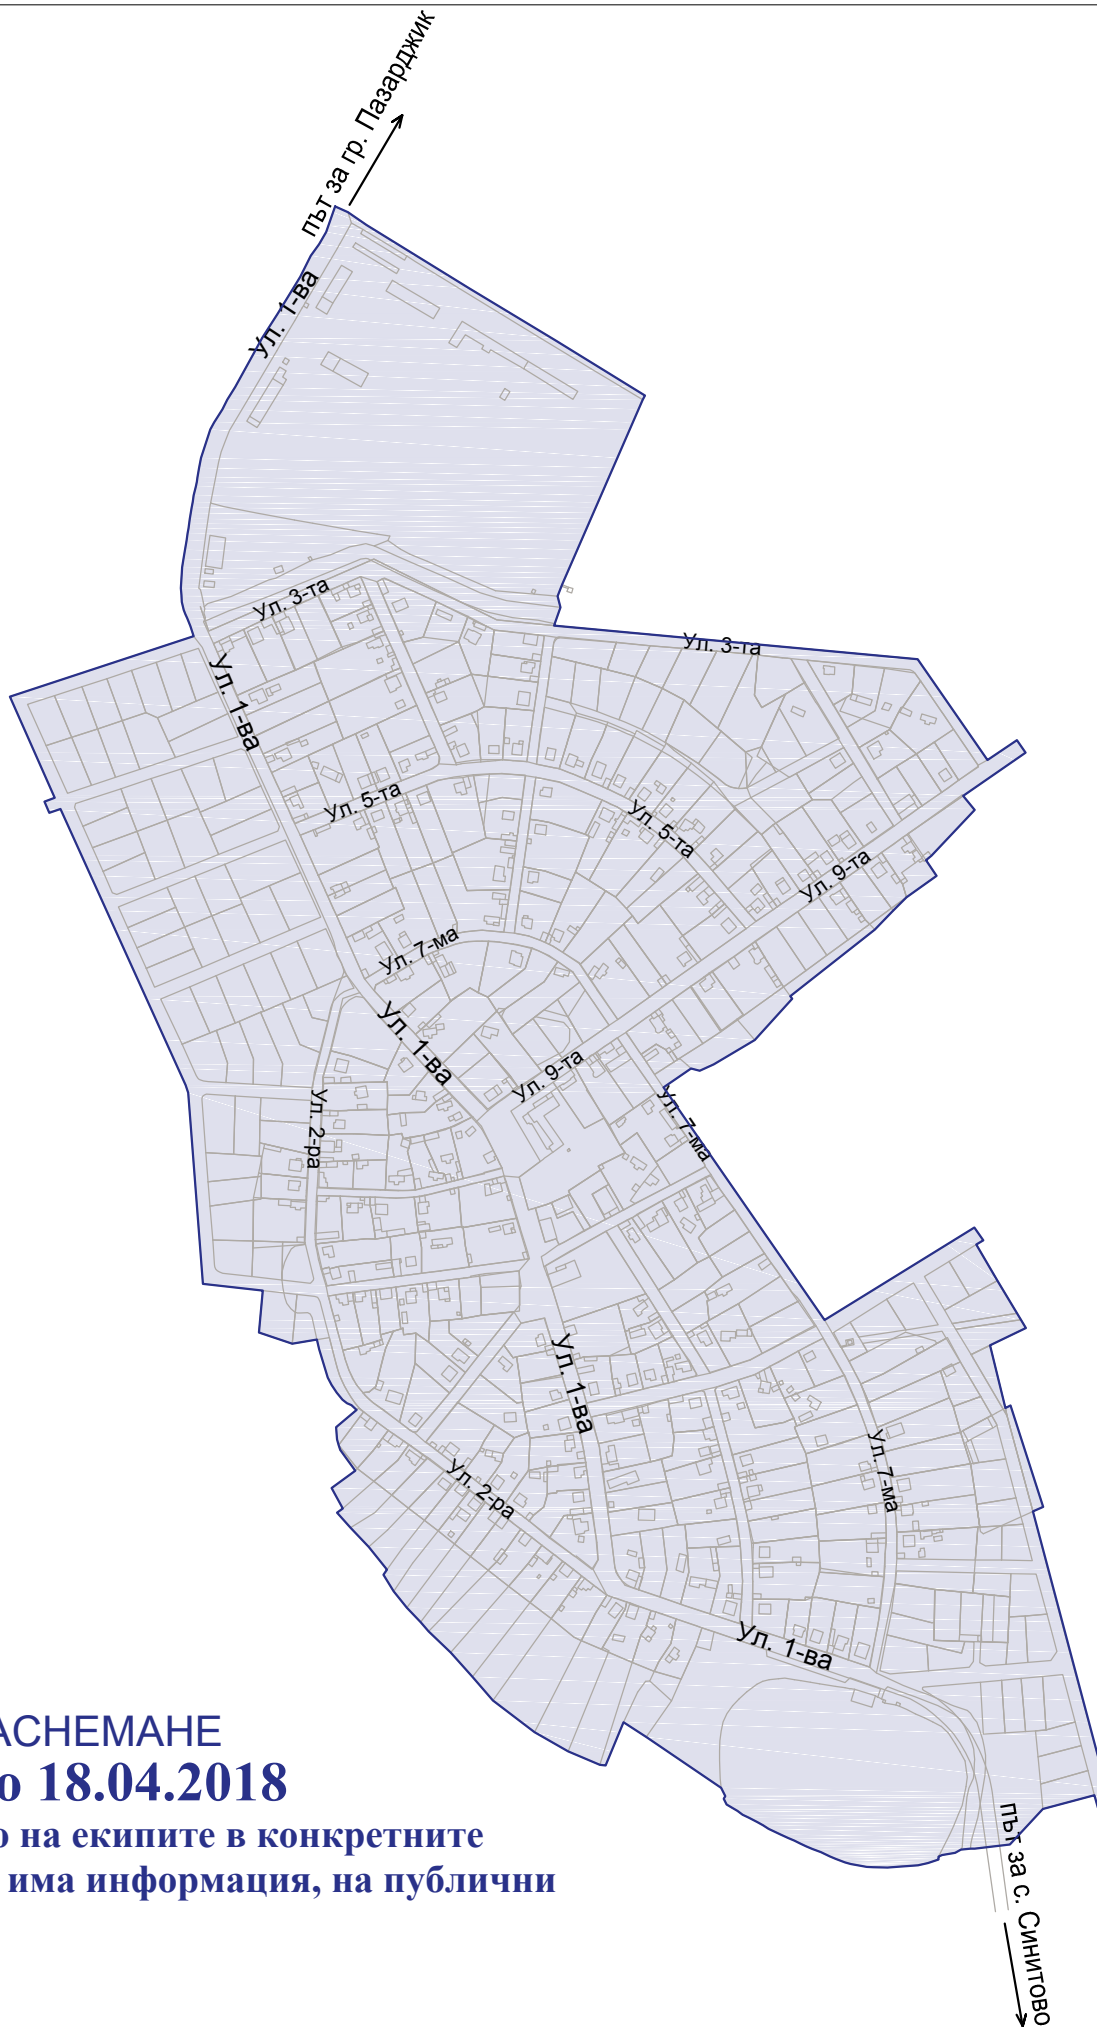 път за гр. Пазарджик
Ул. 1-ва
Ул. 3-та
Ул. 3-та
Ул. 1-ва
Ул. 5-та
Ул. 5-та
Ул. 9-та
Ул. 7-ма
Ул. 1-ва
Ул. 9-та
Ул. 2-ра
Ул. 7-ма
Ул. 1-ва
Ул. 7-ма
Ул. 2-ра
Ул. 1-ва
АСНЕМАНЕ
о 18.04.2018
о на екипите в конкретните
има информация, на публични
път за с. Синитово